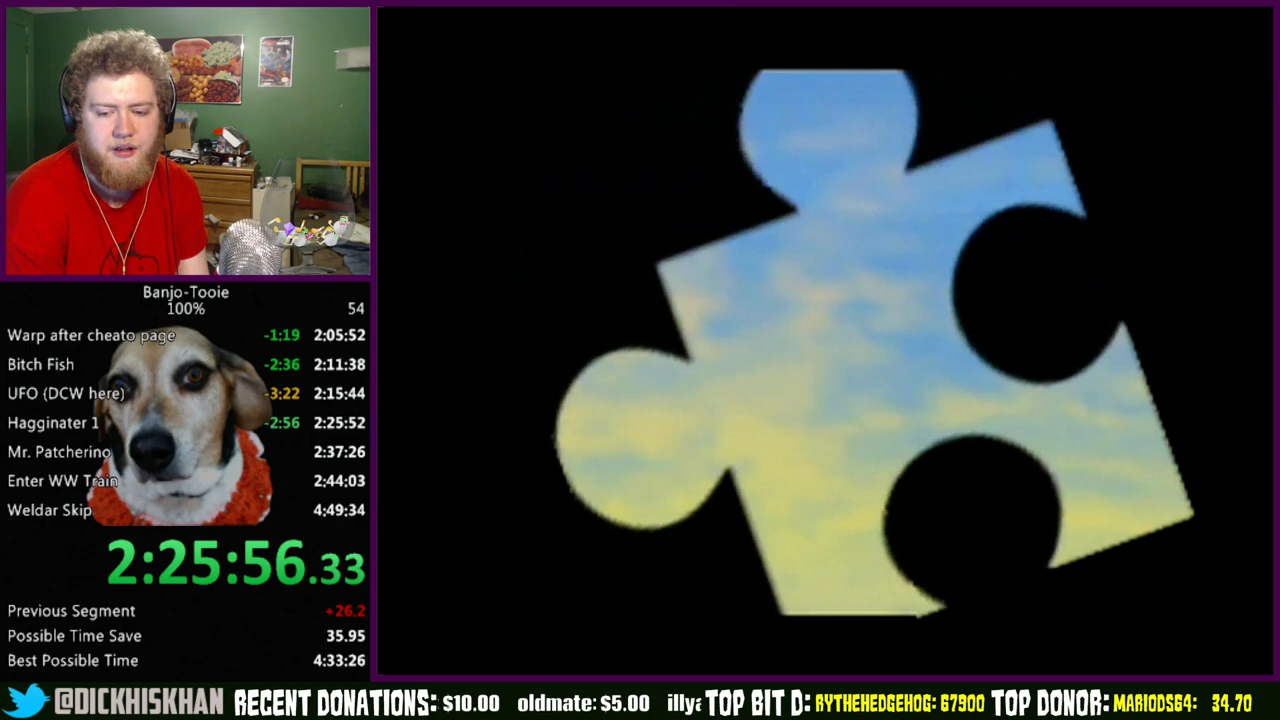 Banjo-Tooie
100% 54
Warp after cheato page -1:19 2:05:52
Bitch Fish -2:36 2:11:38
UFO (DCW here) -3:22 2:15:44
Hagginater 1 -2:56 2:25:52
Mr. Patcherino 2:37:26
Enter WW Train 2:44:03
Weldar Skip 4:49:34
2:25:56.33
Previous Segment +26.2
Possible Time Save 35.95
Best Possible Time 4:33:26
@DICKHISKHAN RECENT DONATIONS: $10.00 oldmate: $5.00 illy TOP BIT D: RYTHEHEDGEHOG: 67900 TOP DONOR: MARIODS64: 34.70